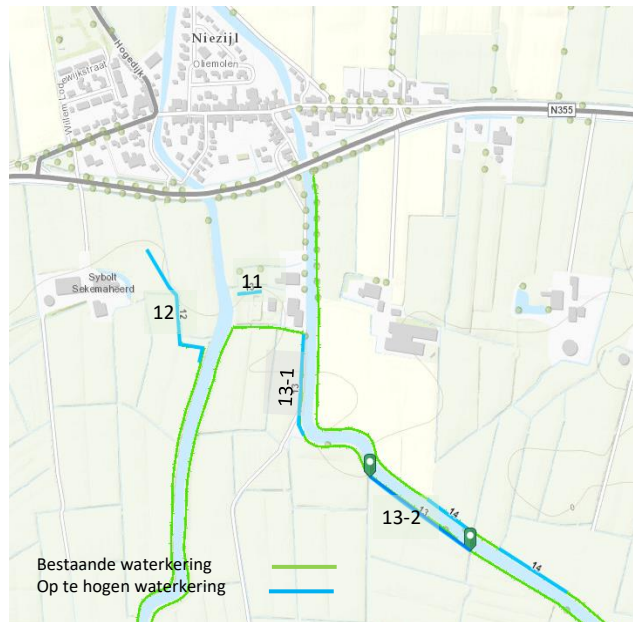 Niezijl
Oliemolen
Hogedijk
Lodewijkstraat
Willem
N355
Sybolt
Sekemaheerd
11
12
12
13-1
13
14
13
13-2
14
0
Bestaande waterkering
Op te hogen waterkering